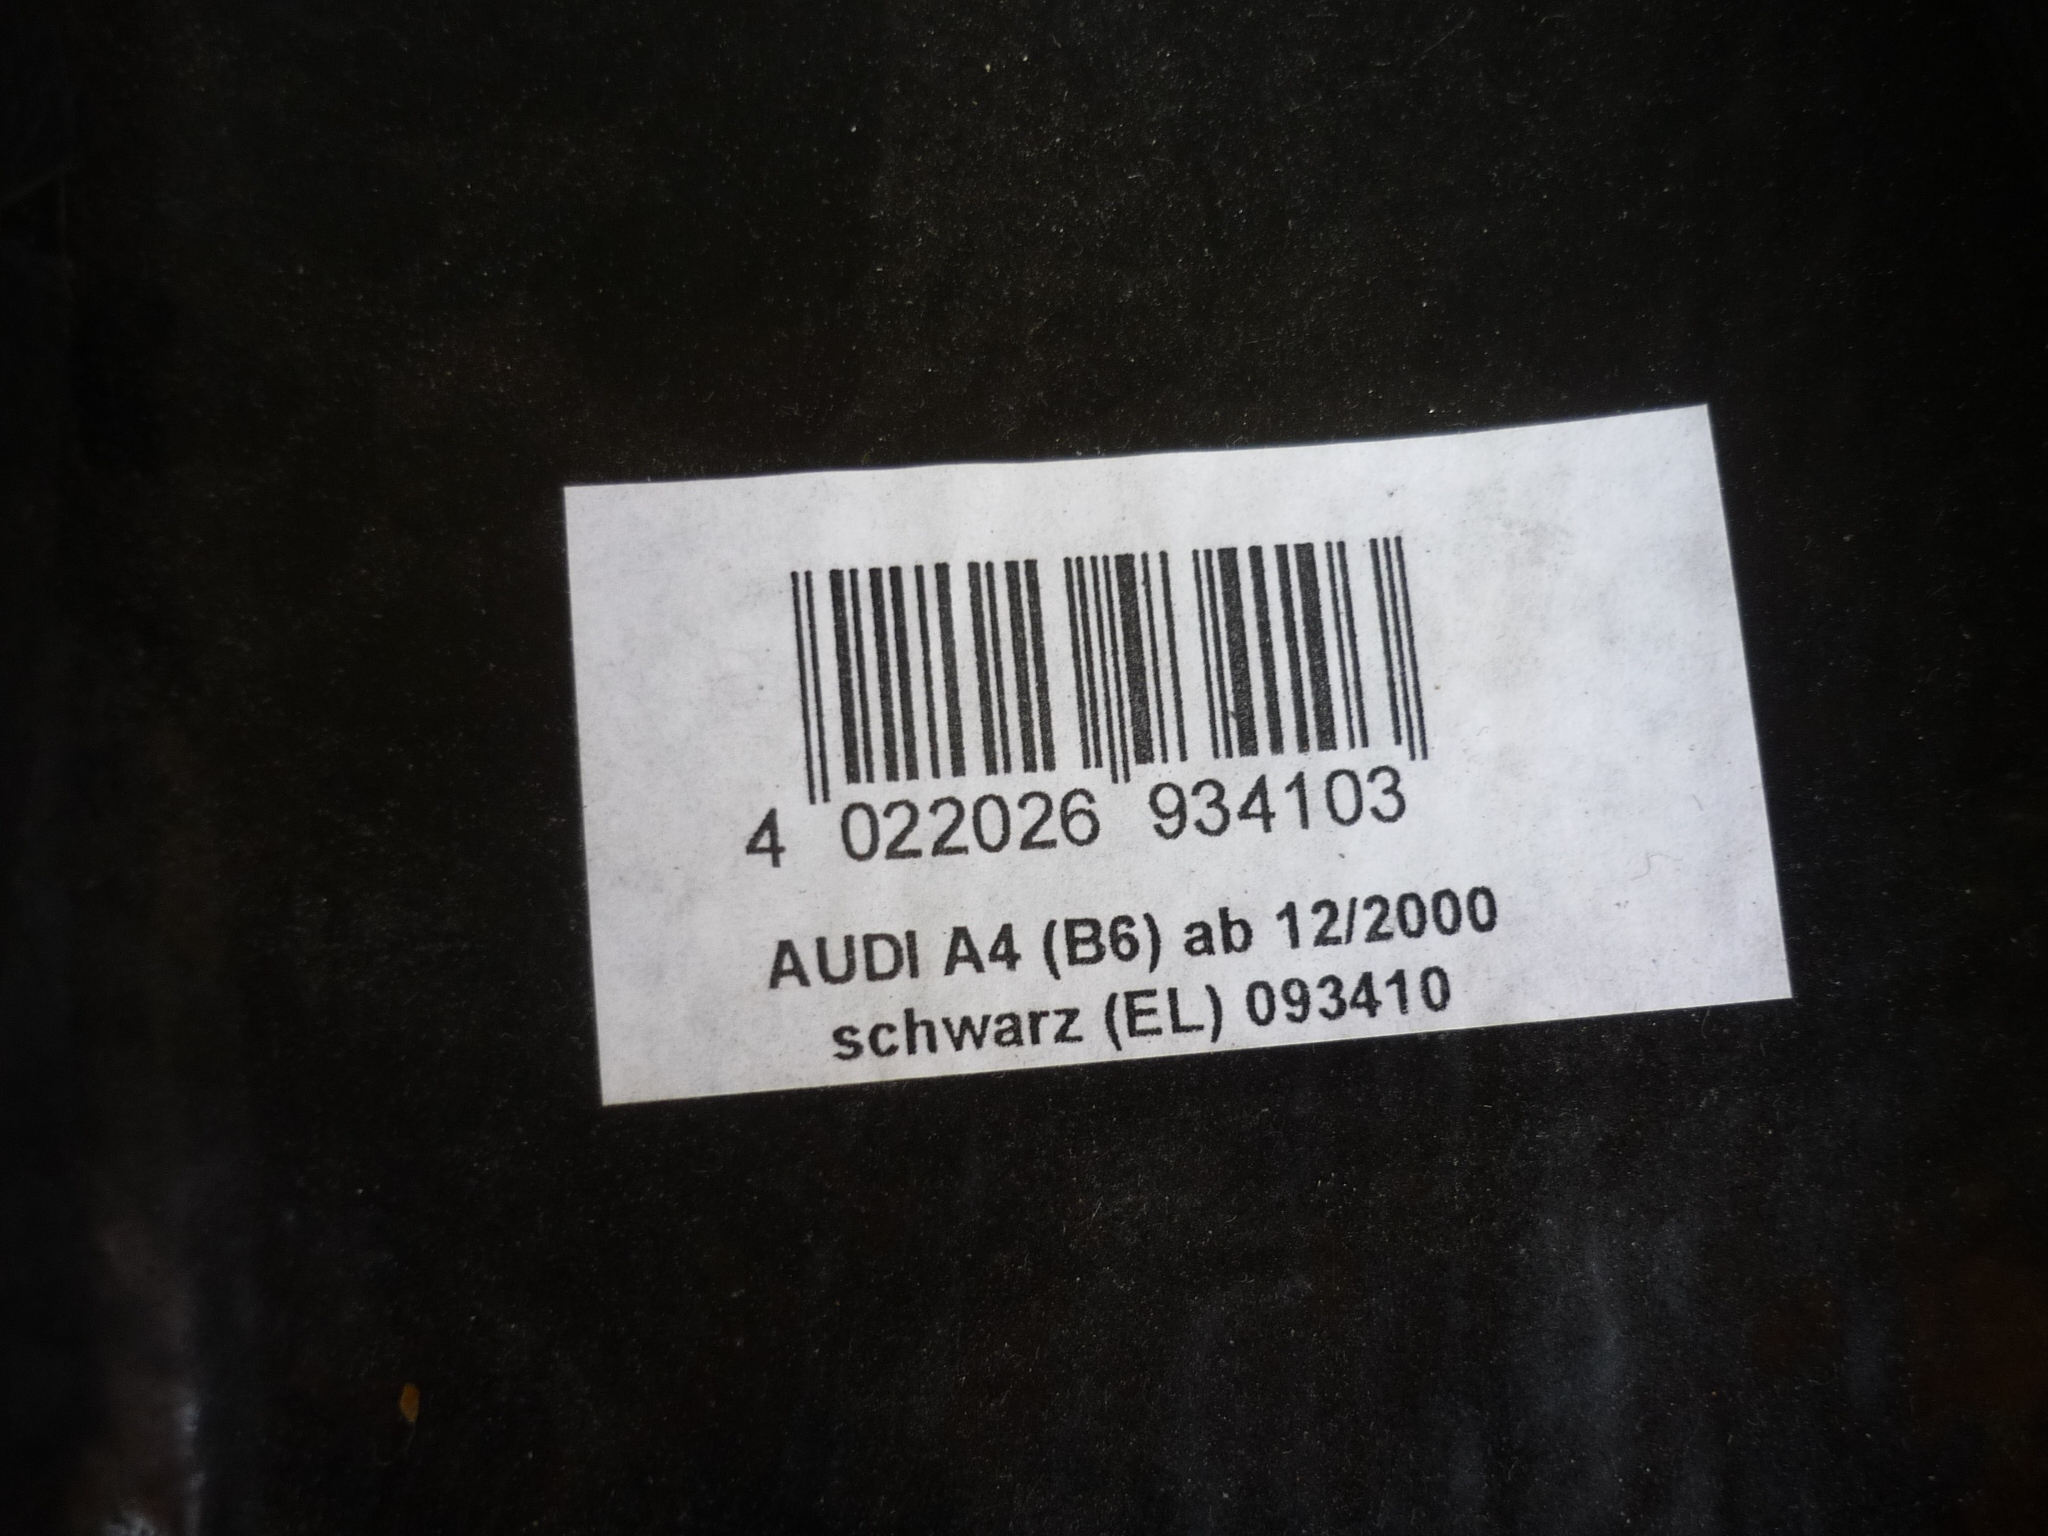 4 022026 934103
AUDI A4 (B6) ab 12/2000
schwarz (EL) 093410